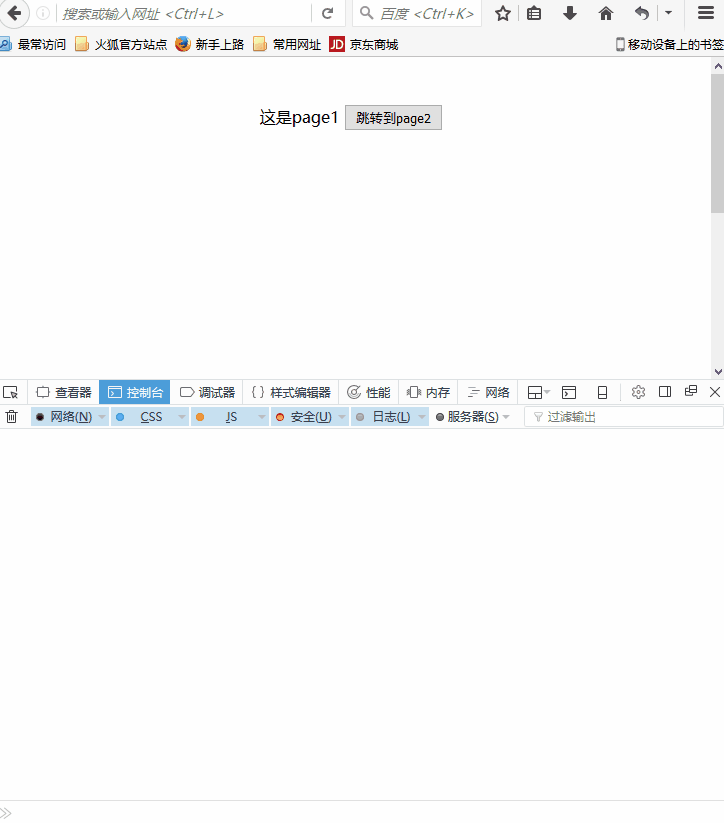 搜索或输入网址 <Ctrl+L> 百度 <Ctrl+K>
最常访问 火狐官方站点 新手上路 常用网址 JD 京东商城 移动设备上的书签
这是page1 跳转到page2
查看器 控制台 调试器 样式编辑器 性能 内存 网络
网络(N) CSS JS 安全(U) 日志(L) 服务器(S) 过滤输出